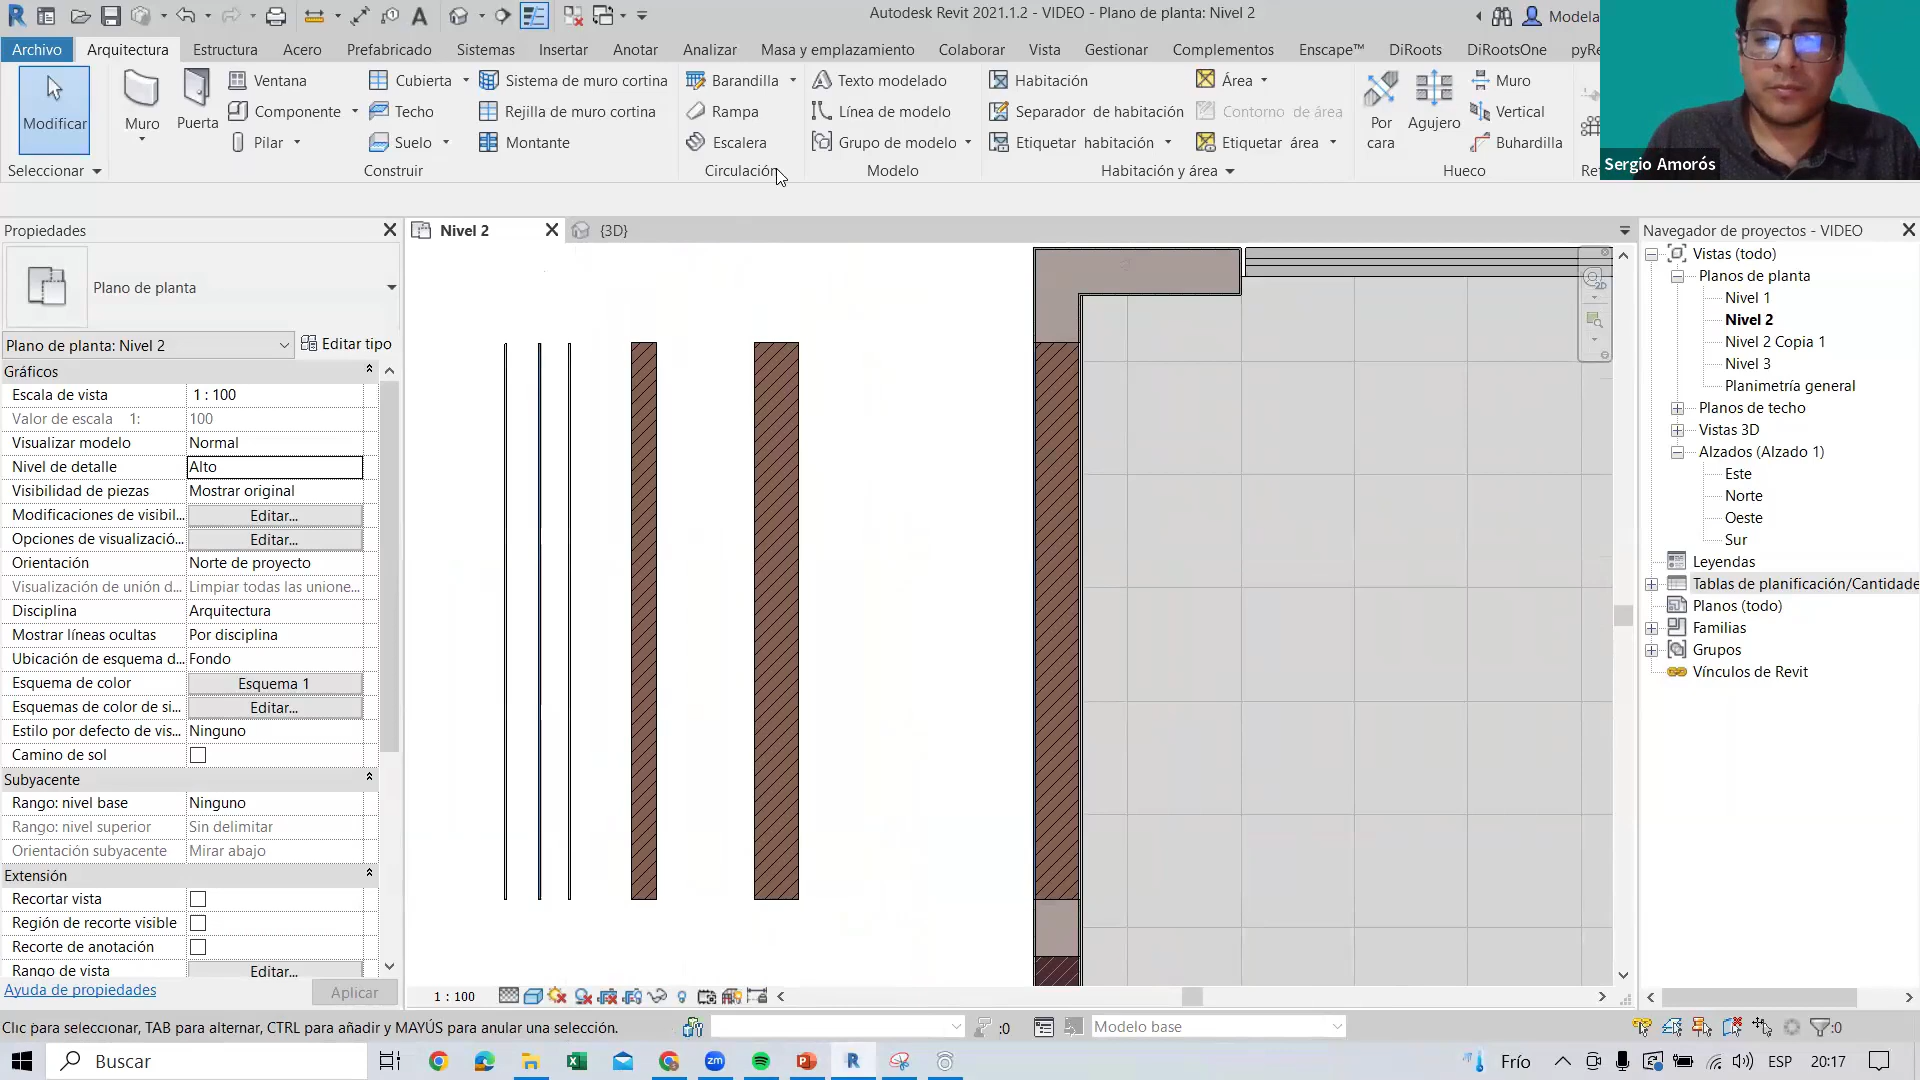 Autodesk Revit 2021.1.2 - VIDEO - Plano de planta: Nivel 2
Modela
Archivo Arquitectura Estructura Acero Prefabricado Sistemas Insertar Anotar Analizar Masa y emplazamiento Colaborar Vista Gestionar Complementos Enscape™ DiRoots DiRootsOne pyRe
Ventana Cubierta Sistema de muro cortina Barandilla Texto modelado Habitación Área Muro
Componente Techo Rejilla de muro cortina Rampa Línea de modelo Separador de habitación Contorno de área Vertical
Modificar Muro Puerta Por Agujero
Pilar Suelo Montante Escalera Grupo de modelo Etiquetar habitación Etiquetar área cara Buhardilla
Seleccionar Construir Circulación Modelo Habitación y área Hueco Re
Sergio Amorós
Propiedades
Nivel 2 {3D}
Navegador de proyectos - VIDEO
Plano de planta
Plano de planta: Nivel 2 Editar tipo
Gráficos
Escala de vista 1 : 100
Valor de escala 1: 100
Visualizar modelo Normal
Nivel de detalle Alto
Visibilidad de piezas Mostrar original
Modificaciones de visibil... Editar...
Opciones de visualizació... Editar...
Orientación Norte de proyecto
Visualización de unión d... Limpiar todas las unione...
Disciplina Arquitectura
Mostrar líneas ocultas Por disciplina
Ubicación de esquema d... Fondo
Esquema de color Esquema 1
Esquemas de color de si... Editar...
Estilo por defecto de vis... Ninguno
Camino de sol
Subyacente
Rango: nivel base Ninguno
Rango: nivel superior Sin delimitar
Orientación subyacente Mirar abajo
Extensión
Recortar vista
Región de recorte visible
Recorte de anotación
Rango de vista Editar...
Ayuda de propiedades Aplicar
Vistas (todo)
Planos de planta
Nivel 1
Nivel 2
Nivel 2 Copia 1
Nivel 3
Planimetría general
Planos de techo
Vistas 3D
Alzados (Alzado 1)
Este
Norte
Oeste
Sur
Leyendas
Tablas de planificación/Cantidade
Planos (todo)
Familias
Grupos
Vínculos de Revit
1 : 100
Clic para seleccionar, TAB para alternar, CTRL para añadir y MAYÚS para anular una selección. :0 Modelo base :0
Buscar Frío ESP 20:17